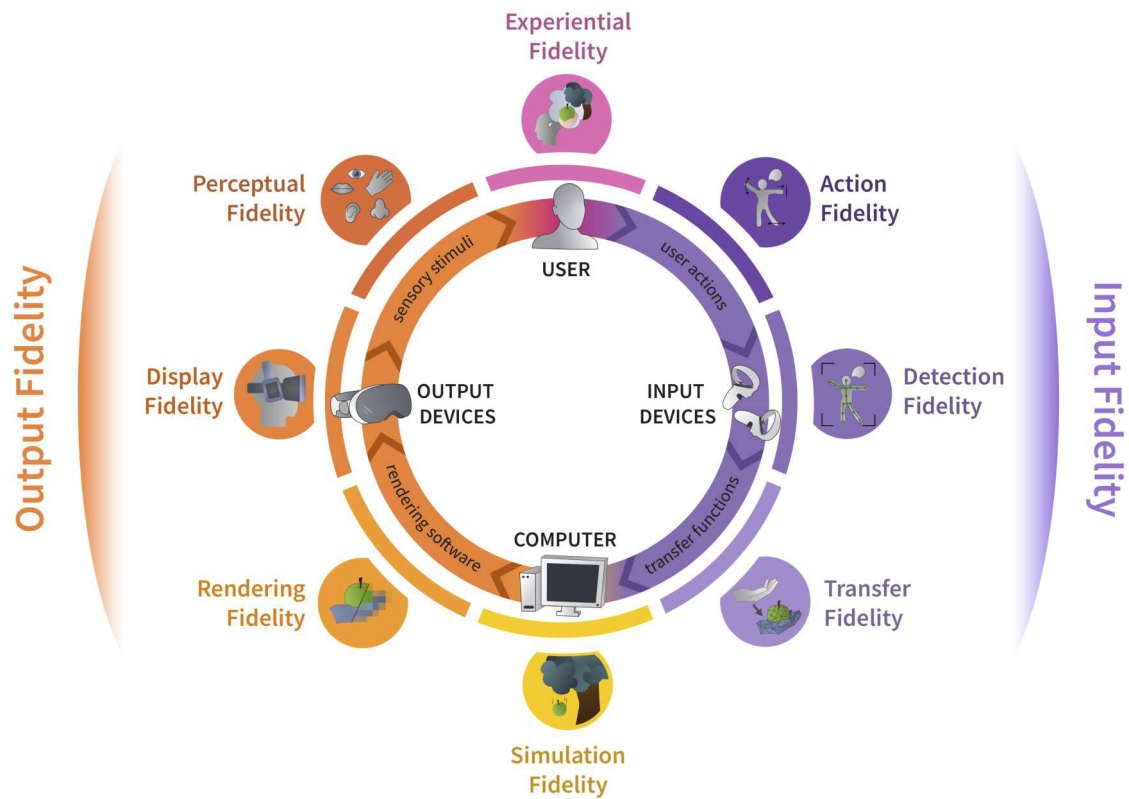 Experiential
Fidelity
Perceptual
Fidelity
Action
Fidelity
sensory stimuli
USER
user actions
Output Fidelity
Input Fidelity
Display
Fidelity
OUTPUT
DEVICES
INPUT
DEVICES
Detection
Fidelity
rendering software
COMPUTER
transfer functions
Rendering
Fidelity
Transfer
Fidelity
Simulation
Fidelity